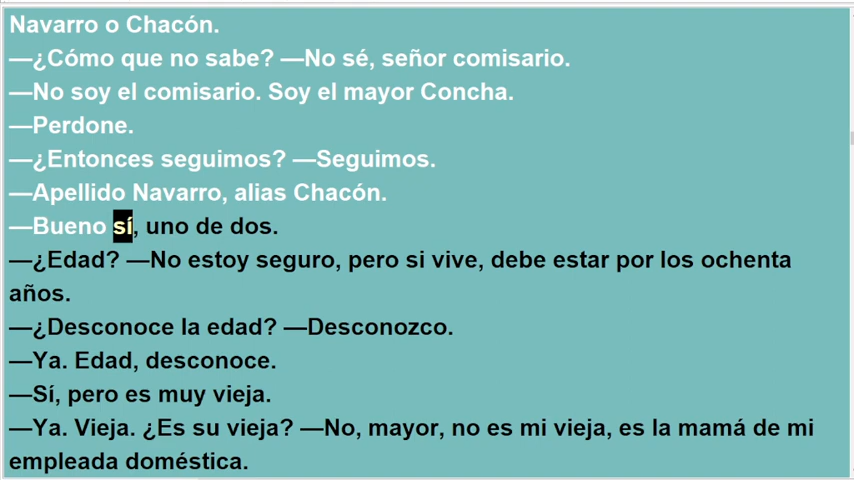 Navarro o Chacón.
—¿Cómo que no sabe? —No sé, señor comisario.
—No soy el comisario. Soy el mayor Concha.
—Perdone.
—¿Entonces seguimos? —Seguimos.
—Apellido Navarro, alias Chacón.
—Bueno sí, uno de dos.
—¿Edad? —No estoy seguro, pero si vive, debe estar por los ochenta
años.
—¿Desconoce la edad? —Desconozco.
—Ya. Edad, desconoce.
—Sí, pero es muy vieja.
—Ya. Vieja. ¿Es su vieja? —No, mayor, no es mi vieja, es la mamá de mi
empleada doméstica.